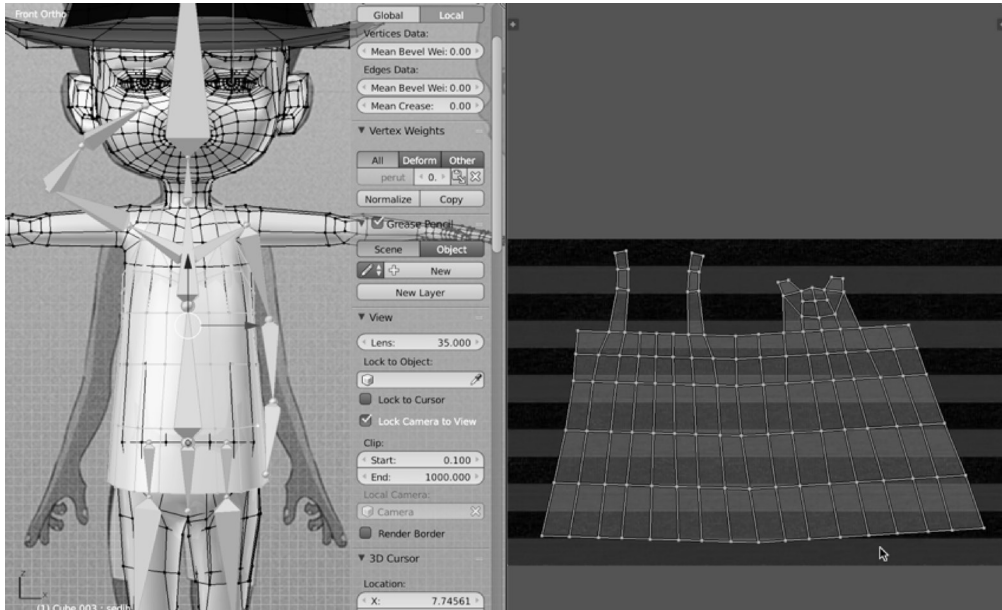 Front Ortho
Global Local
Vertices Data:
Mean Bevel Wei: 0.00
Edges Data:
Mean Bevel Wei: 0.00
Mean Crease: 0.00
Vertex Weights
All Deform Other
perut 0.
Normalize Copy
Grease Pencil
Scene Object
New
New Layer
View
Lens: 35.000
Lock to Object:
Lock to Cursor
Lock Camera to View
Clip:
Start: 0.100
End: 1000.000
Local Camera:
Camera
Render Border
3D Cursor
Location:
X: 7.74561
Z
X
(1) Cube.003 :